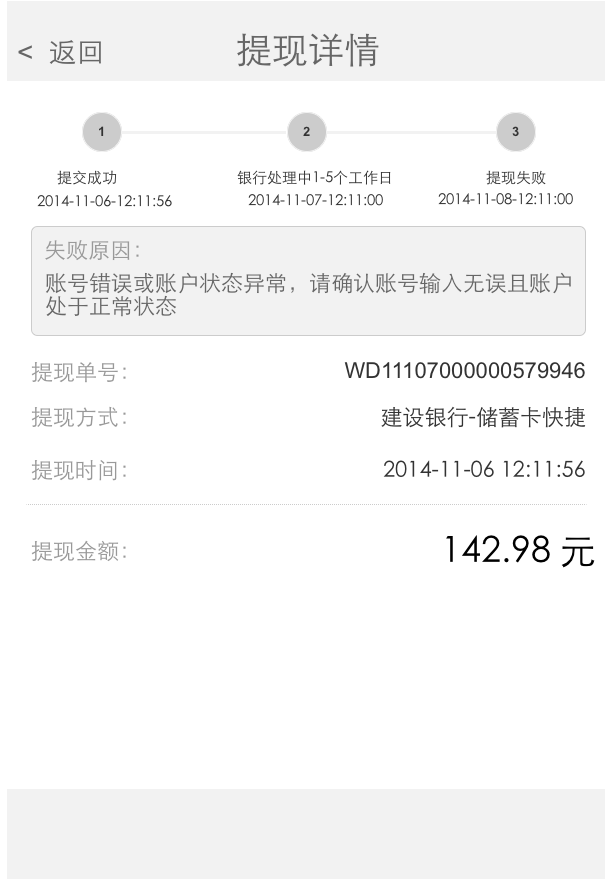 < 返回
提现详情
1 2 3
提交成功 银行处理中1-5个工作日 提现失败
2014-11-06-12:11:56 2014-11-07-12:11:00 2014-11-08-12:11:00
失败原因：
账号错误或账户状态异常，请确认账号输入无误且账户
处于正常状态
提现单号： WD11107000000579946
提现方式： 建设银行-储蓄卡快捷
提现时间： 2014-11-06 12:11:56
提现金额： 142.98 元